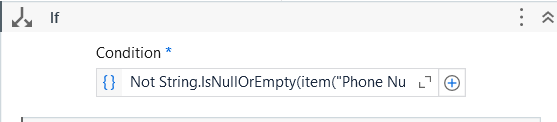 If
Condition *
{} Not String.IsNullOrEmpty(item("Phone Nu